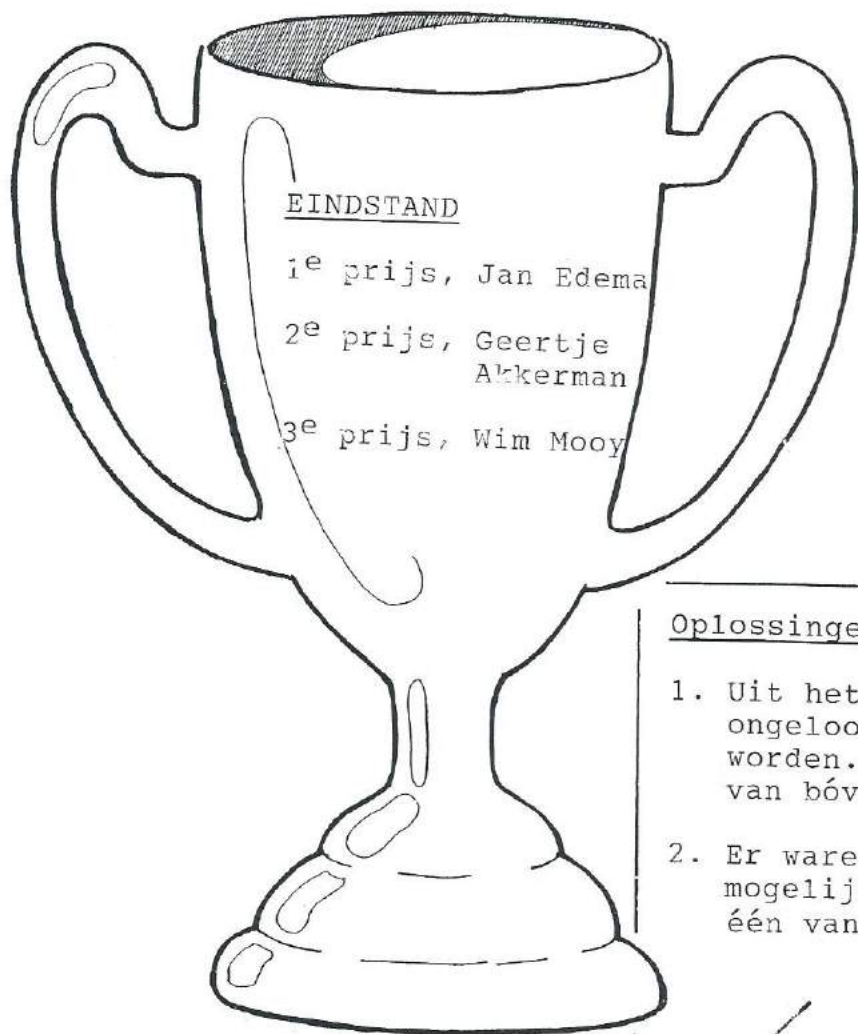 EINDSTAND
1e prijs, Jan Edema
2e prijs, Geertje
Akkerman
3e prijs, Wim Mooy
Oplossinge
1. Uit het
ongeloo
worden.
van bóv
2. Er ware
mogelij
één van